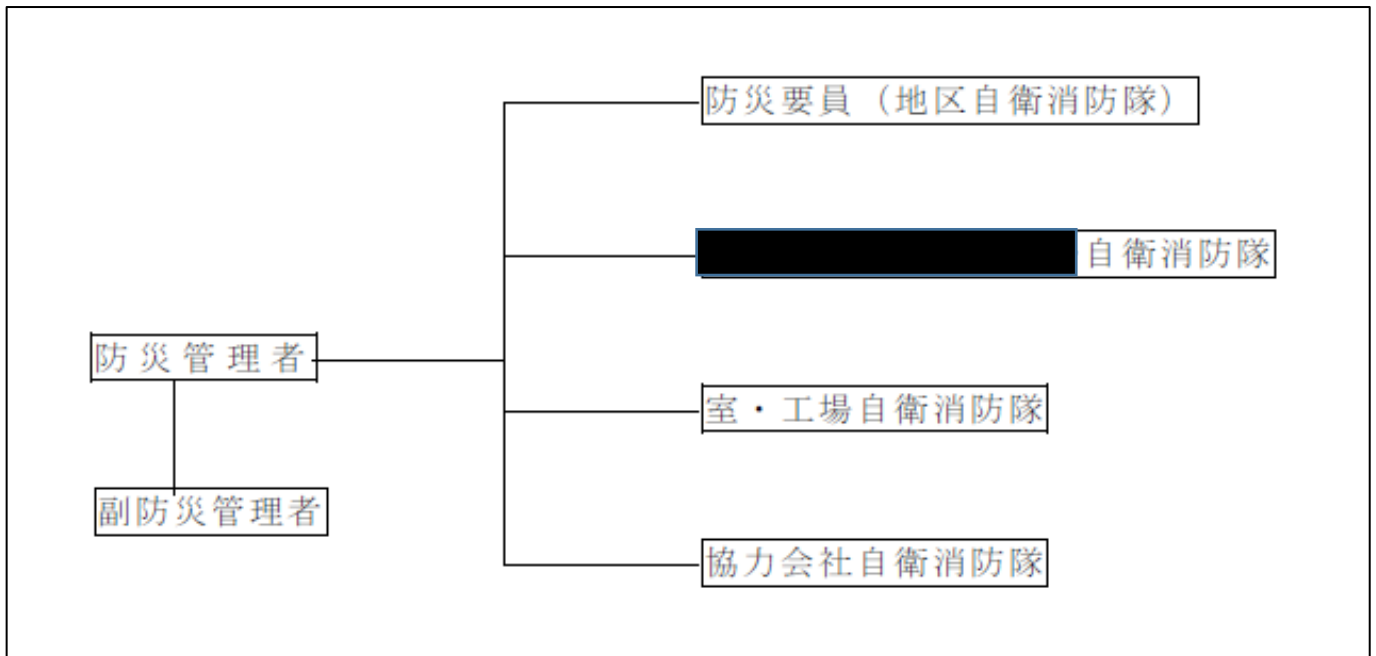 防災要員（地区自衛消防隊）
自衛消防隊
防災管理者
室・工場自衛消防隊
副防災管理者
協力会社自衛消防隊